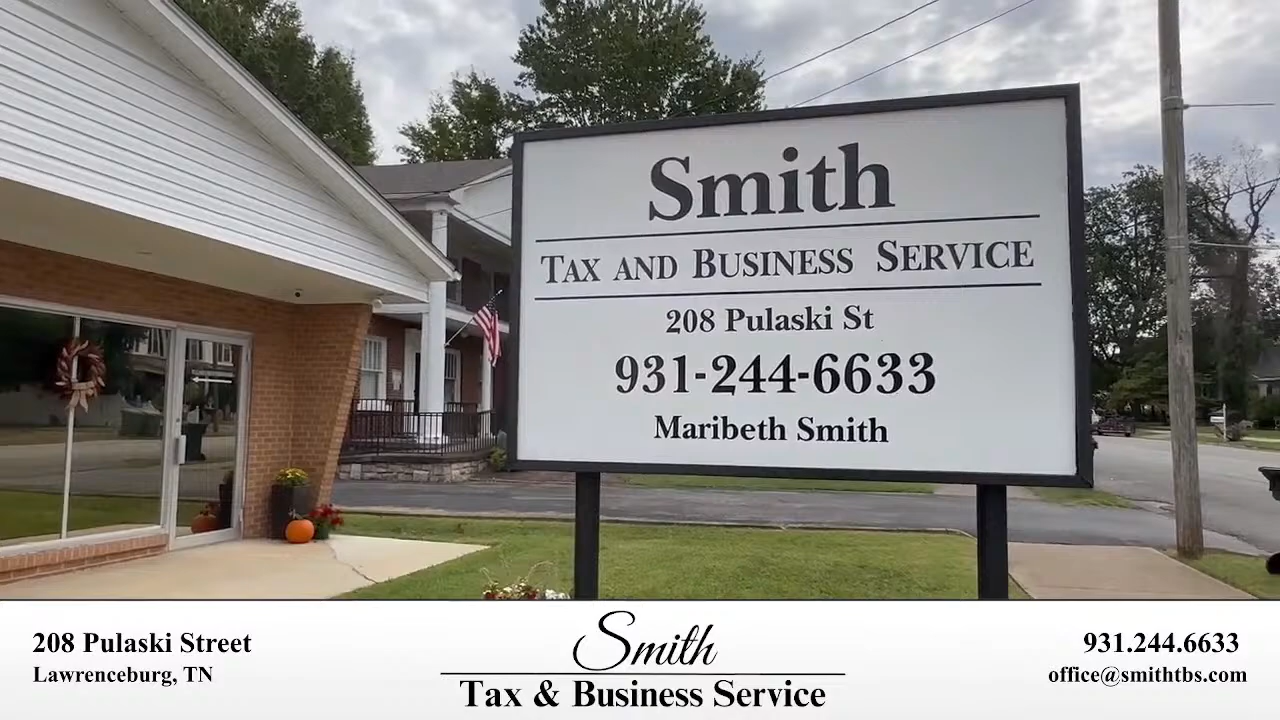 Smith
TAX AND BUSINESS SERVICE
208 Pulaski St
931-244-6633
Maribeth Smith
208 Pulaski Street
Lawrenceburg, TN
Smith
Tax & Business Service
931.244.6633
office@smithtbs.com